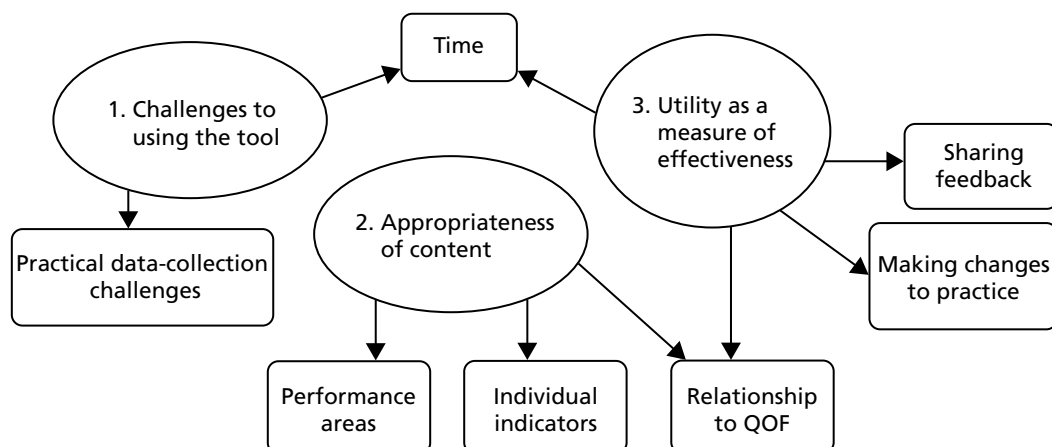 Time
1. Challenges to
using the tool
3. Utility as a
measure of
effectiveness
Sharing
feedback
2. Appropriateness
of content
Practical data-collection
challenges
Making changes
to practice
Performance
areas
Individual
indicators
Relationship
to QOF